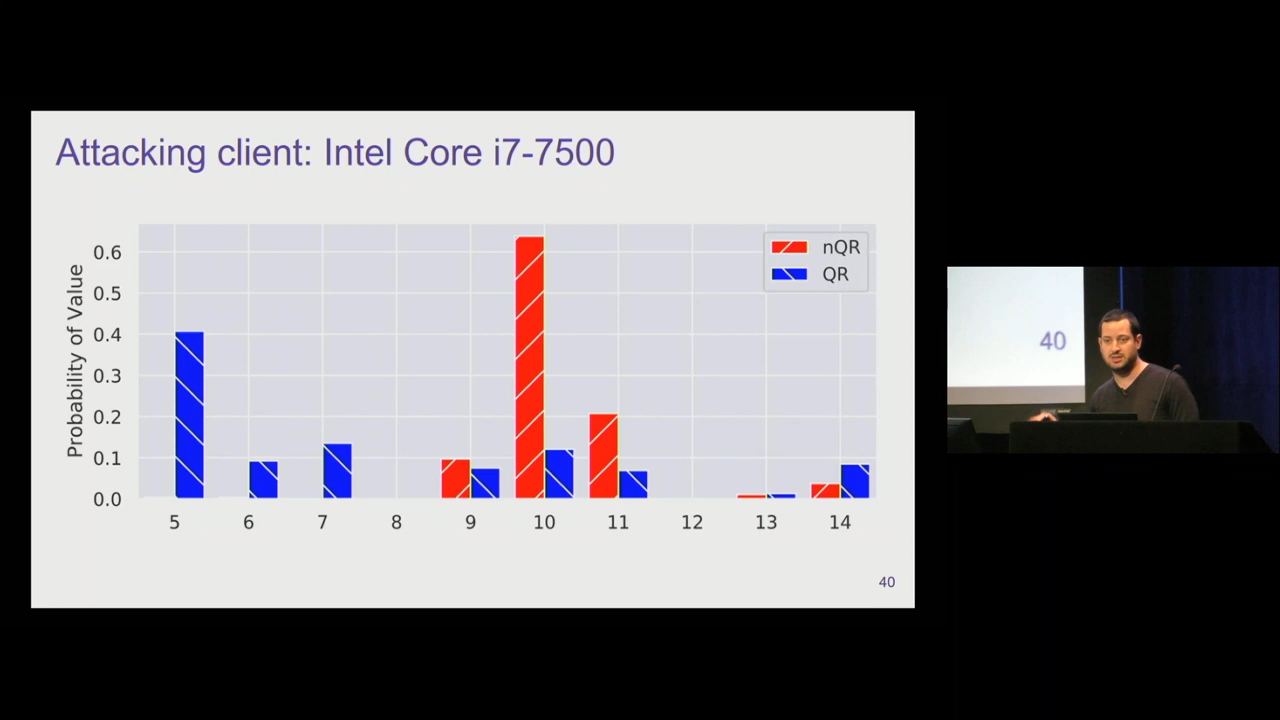 Attacking client: Intel Core i7-7500
Probability of Value
0.6
0.5
0.4
0.3
0.2
0.1
0.0
nQR
QR
5 6 7 8 9 10 11 12 13 14
40
40